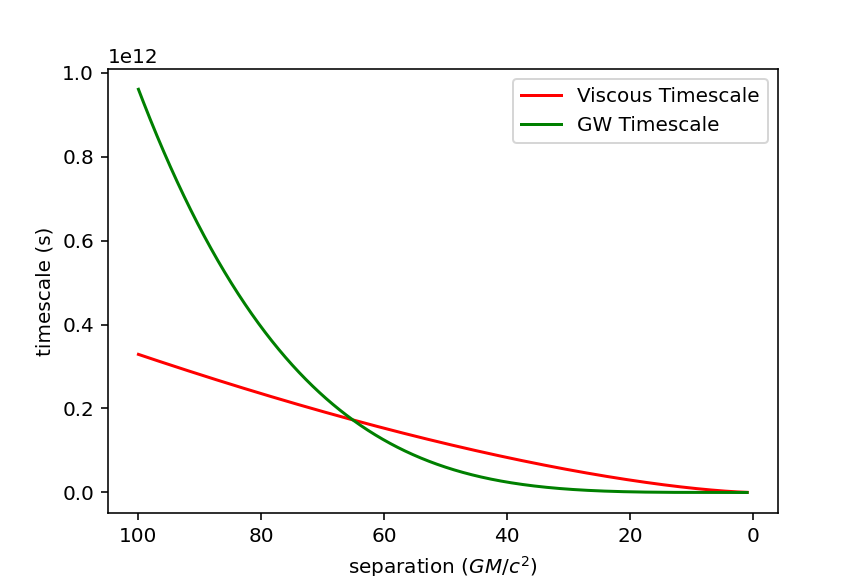 1e12
1.0
0.8
0.6
0.4
0.2
0.0
timescale (s)
Viscous Timescale
GW Timescale
100 80 60 40 20 0
separation (GM/c²)